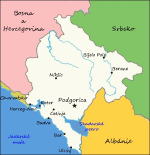 Bosna
a
Hercegovina
Srbsko
Bijelo Polje
Berane
Nikšić
Chorvatsko
Podgorica
Kotor
Herceg Novi
Cetinje
Budva
Skadarské
jezero
Jaderské
moře
Bar
Albánie
Ulcinj